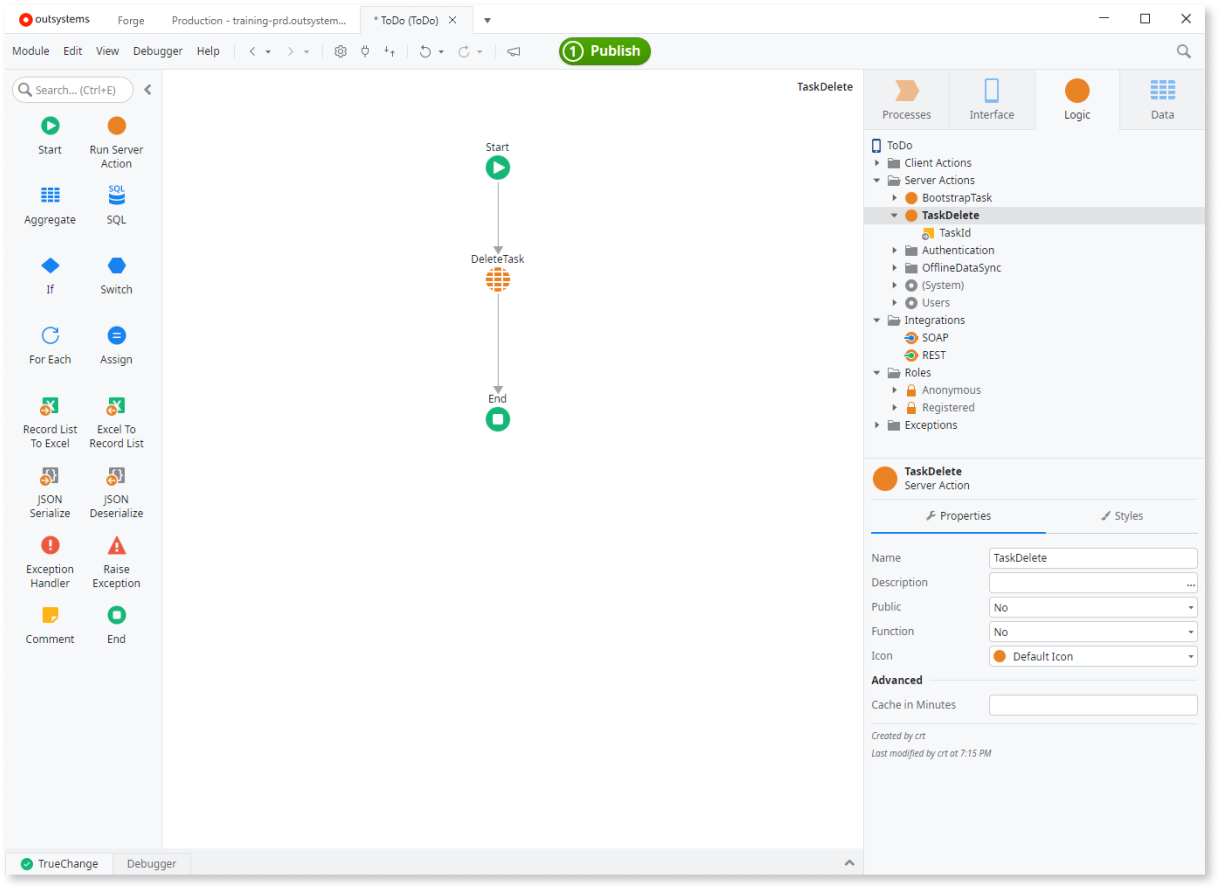 outsystems Forge Production - training-prd.outsystem... * ToDo (ToDo)
Module Edit View Debugger Help 1 Publish
Search... (Ctrl+E)
Start
Run Server
Action
Aggregate
SQL
SQL
If
Switch
For Each
Assign
Record List
To Excel
Excel To
Record List
JSON
Serialize
JSON
Deserialize
Exception
Handler
Raise
Exception
Comment
End
TaskDelete
Start
DeleteTask
End
Processes
Interface
Logic
Data
ToDo
Client Actions
Server Actions
BootstrapTask
TaskDelete
TaskId
Authentication
OfflineDataSync
(System)
Users
Integrations
SOAP
REST
Roles
Anonymous
Registered
Exceptions
TaskDelete
Server Action
Properties
Styles
Name TaskDelete
Description ...
Public No
Function No
Icon Default Icon
Advanced
Cache in Minutes
Created by crt
Last modified by crt at 7:15 PM
TrueChange Debugger